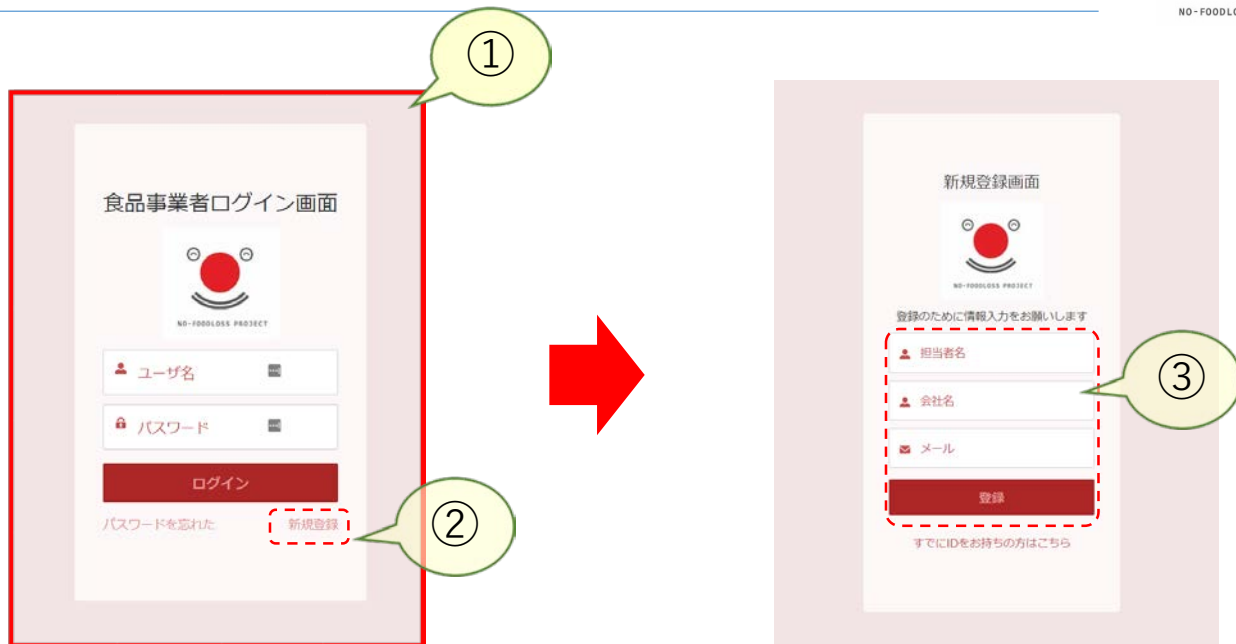 NO-FOODLO
①
食品事業者ログイン画面
NO-FOODLOSS PROJECT
ユーザ名
パスワード
ログイン
パスワードを忘れた
新規登録
②
新規登録画面
NO-FOODLOSS PROJECT
登録のために情報入力をお願いします
担当者名
会社名
メール
登録
すでにIDをお持ちの方はこちら
③